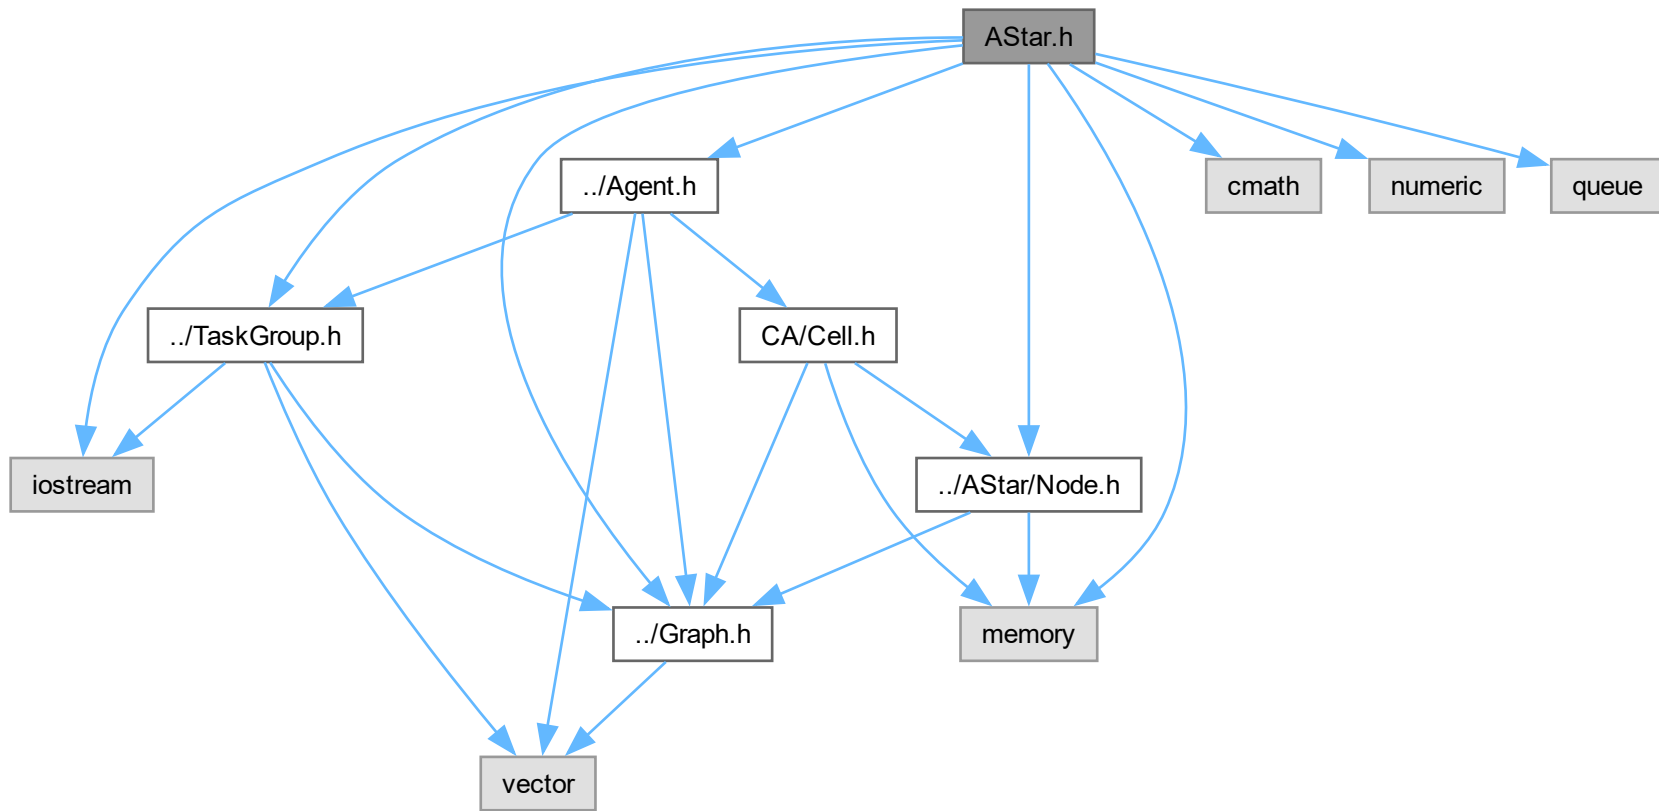 AStar.h
../Agent.h
cmath
numeric
queue
../TaskGroup.h
CA/Cell.h
iostream
../AStar/Node.h
../Graph.h
memory
vector